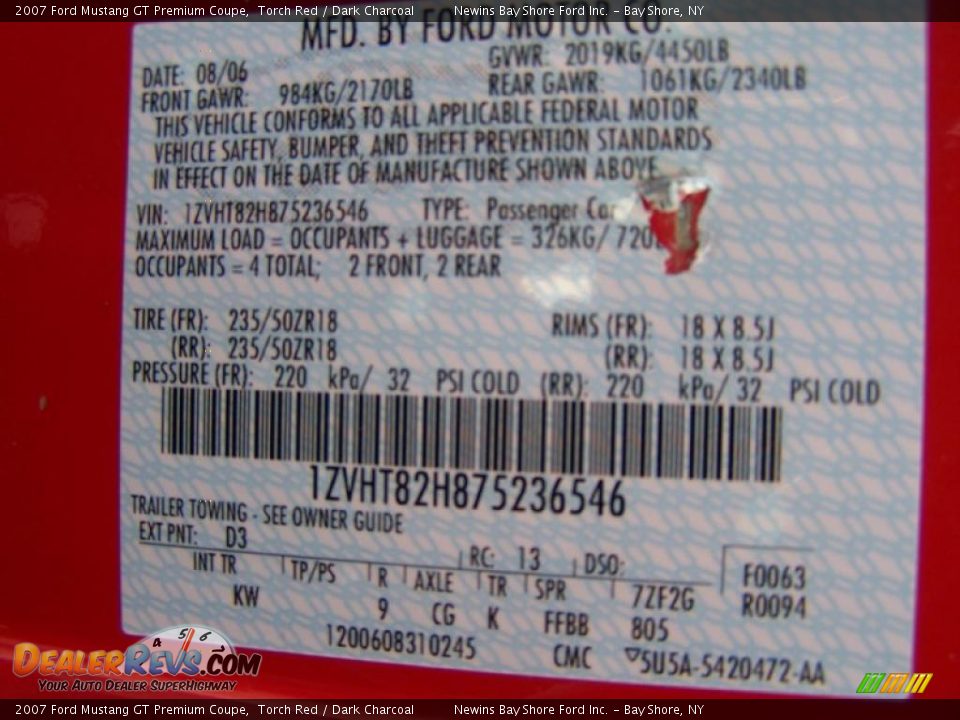 2007 Ford Mustang GT Premium Coupe, Torch Red / Dark Charcoal Newins Bay Shore Ford Inc. - Bay Shore, NY
MFD. BY FORD MOTOR CO.
DATE: 08/06 GVWR: 2019KG/4450LB
FRONT GAWR: 984KG/2170LB REAR GAWR: 1061KG/2340LB
THIS VEHICLE CONFORMS TO ALL APPLICABLE FEDERAL MOTOR
VEHICLE SAFETY, BUMPER, AND THEFT PREVENTION STANDARDS
IN EFFECT ON THE DATE OF MANUFACTURE SHOWN ABOVE
VIN: 1ZVHT82H875236546 TYPE: Passenger Car
MAXIMUM LOAD = OCCUPANTS + LUGGAGE = 326KG/ 720
OCCUPANTS = 4 TOTAL; 2 FRONT, 2 REAR
TIRE (FR): 235/50ZR18 RIMS (FR): 18 X 8.5J
(RR): 235/50ZR18 (RR): 18 X 8.5J
PRESSURE (FR): 220 kPa/ 32 PSI COLD (RR): 220 kPa/ 32 PSI COLD
1ZVHT82H875236546
TRAILER TOWING - SEE OWNER GUIDE
EXT PNT: D3 RC: 13 DSO: F0063
INT TR TP/PS R AXLE TR SPR 7ZF2G R0094
KW 9 CG K FFBB 805
1200608310245 CMC 5U5A-5420472-AA
4 5 6
DEALERREVS.COM
YOUR AUTO DEALER SUPERHIGHWAY
2007 Ford Mustang GT Premium Coupe, Torch Red / Dark Charcoal Newins Bay Shore Ford Inc. - Bay Shore, NY